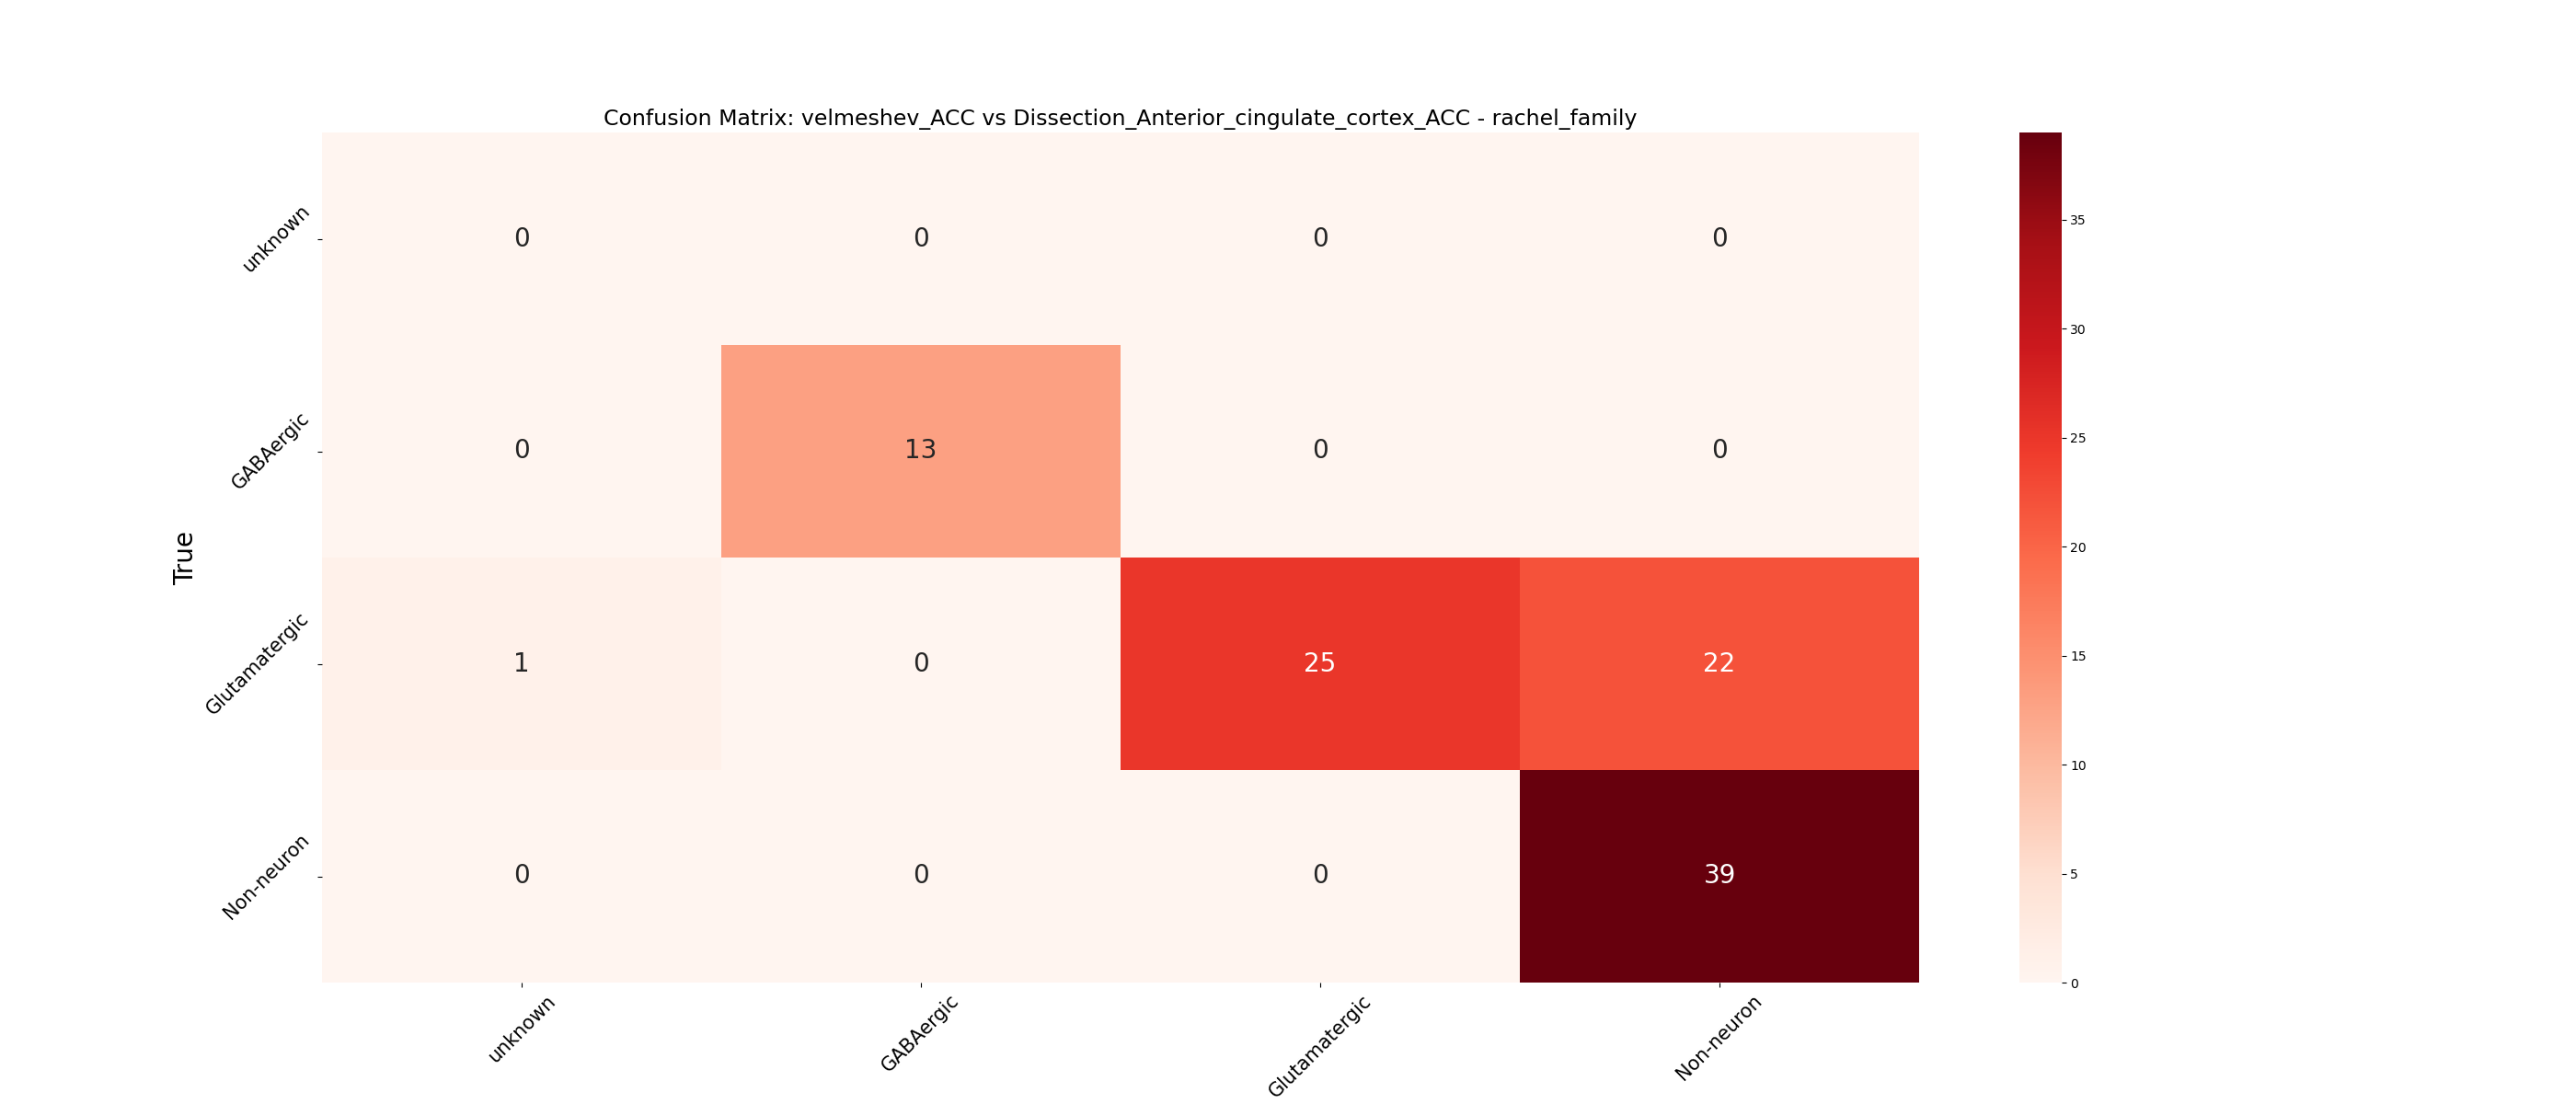 Confusion Matrix: velmeshev_ACC vs Dissection_Anterior_cingulate_cortex_ACC - rachel_family
True
unknown 0 0 0 0
GABAergic 0 13 0 0
Glutamatergic 1 0 25 22
Non-neuron 0 0 0 39
unknown GABAergic Glutamatergic Non-neuron
35
30
25
20
15
10
5
0